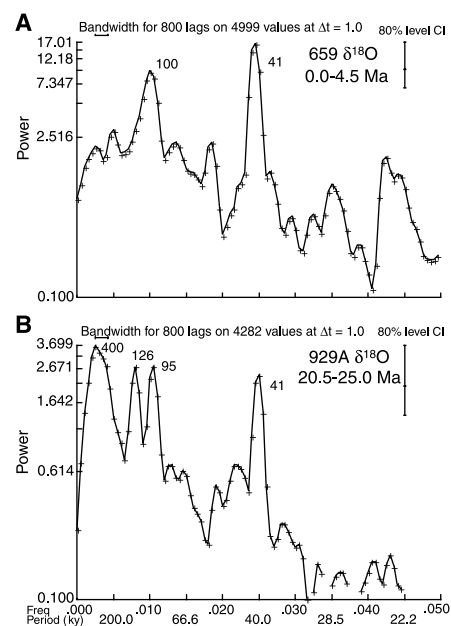 A
Bandwidth for 800 lags on 4999 values at Δt = 1.0
80% level CI
17.01
12.18
7.347
2.516
0.100
Power
100
41
659 δ¹⁸O
0.0-4.5 Ma
B
Bandwidth for 800 lags on 4282 values at Δt = 1.0
80% level CI
3.699
2.671
1.642
0.614
0.100
Power
400
126
95
41
929A δ¹⁸O
20.5-25.0 Ma
Freq .000 .010 .020 .030 .040 .050
Period (ky) 200.0 66.6 40.0 28.5 22.2